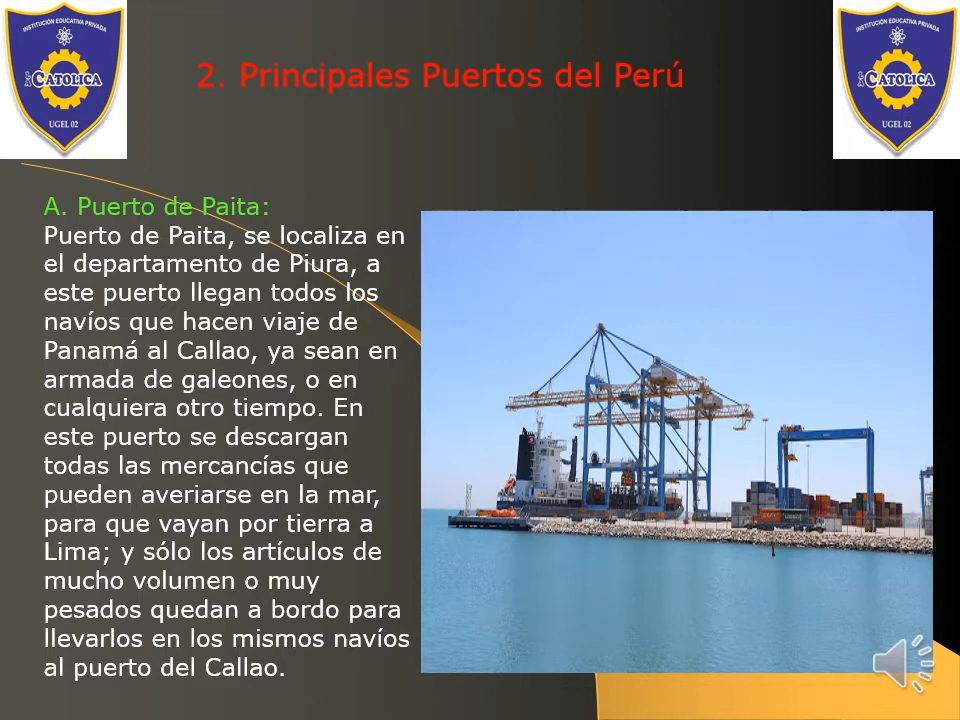 INSTITUCIÓN EDUCATIVA PRIVADA
LA CATOLICA
UGEL 02
INSTITUCIÓN EDUCATIVA PRIVADA
LA CATOLICA
UGEL 02
2. Principales Puertos del Perú
A. Puerto de Paita:
Puerto de Paita, se localiza en
el departamento de Piura, a
este puerto llegan todos los
navíos que hacen viaje de
Panamá al Callao, ya sean en
armada de galeones, o en
cualquiera otro tiempo. En
este puerto se descargan
todas las mercancías que
pueden averiarse en la mar,
para que vayan por tierra a
Lima; y sólo los artículos de
mucho volumen o muy
pesados quedan a bordo para
llevarlos en los mismos navíos
al puerto del Callao.